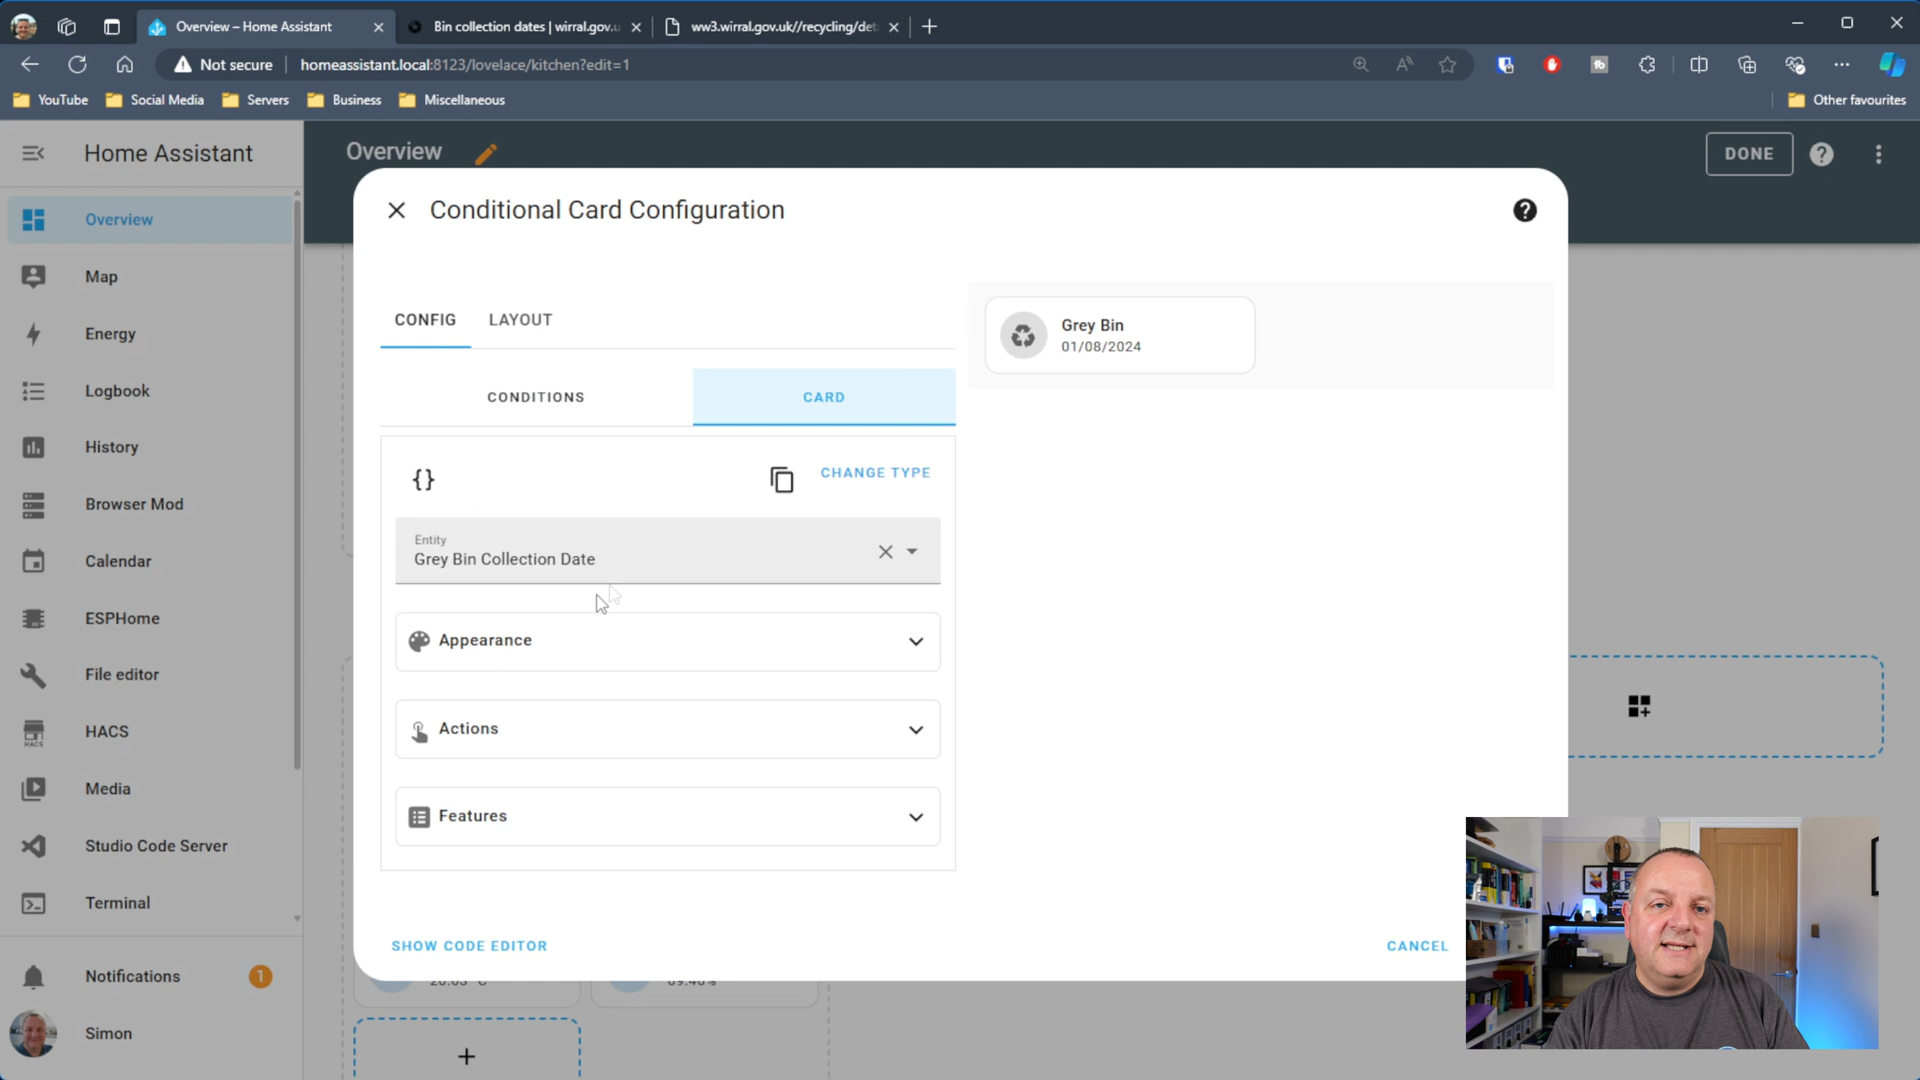 Overview – Home Assistant
Bin collection dates | wirral.gov.u
ww3.wirral.gov.uk//recycling/det
Not secure
homeassistant.local:8123/lovelace/kitchen?edit=1
YouTube
Social Media
Servers
Business
Miscellaneous
Other favourites
Home Assistant
Overview
DONE
Overview
Map
Energy
Logbook
History
Browser Mod
Calendar
ESPHome
File editor
HACS
Media
Studio Code Server
Terminal
Notifications
1
Simon
Conditional Card Configuration
CONFIG
LAYOUT
CONDITIONS
CARD
{}
CHANGE TYPE
Entity
Grey Bin Collection Date
Appearance
Actions
Features
SHOW CODE EDITOR
CANCEL
Grey Bin
01/08/2024